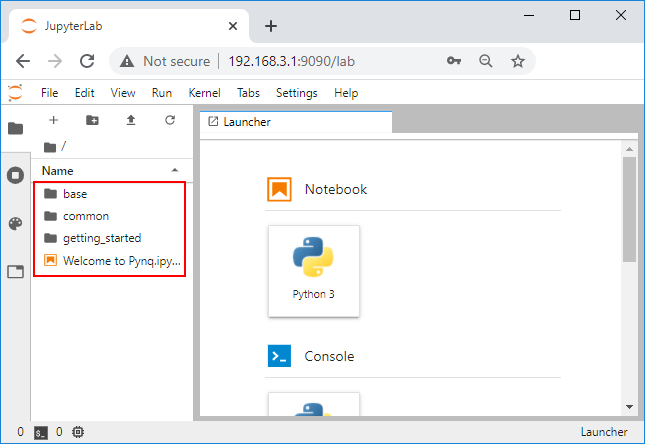 JupyterLab
Not secure | 192.168.3.1:9090/lab
File Edit View Run Kernel Tabs Settings Help
Launcher
/
Name
base
common
getting_started
Welcome to Pynq.ipy...
Notebook
Python 3
Console
0 $_ 0
Launcher